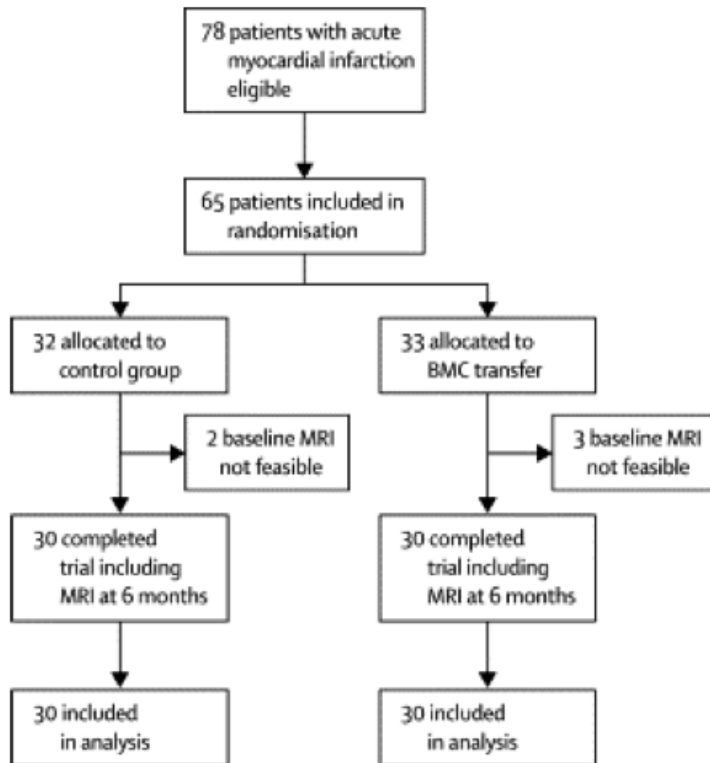 78 patients with acute
myocardial infarction
eligible
65 patients included in
randomisation
32 allocated to
control group
33 allocated to
BMC transfer
2 baseline MRI
not feasible
3 baseline MRI
not feasible
30 completed
trial including
MRI at 6 months
30 completed
trial including
MRI at 6 months
30 included
in analysis
30 included
in analysis